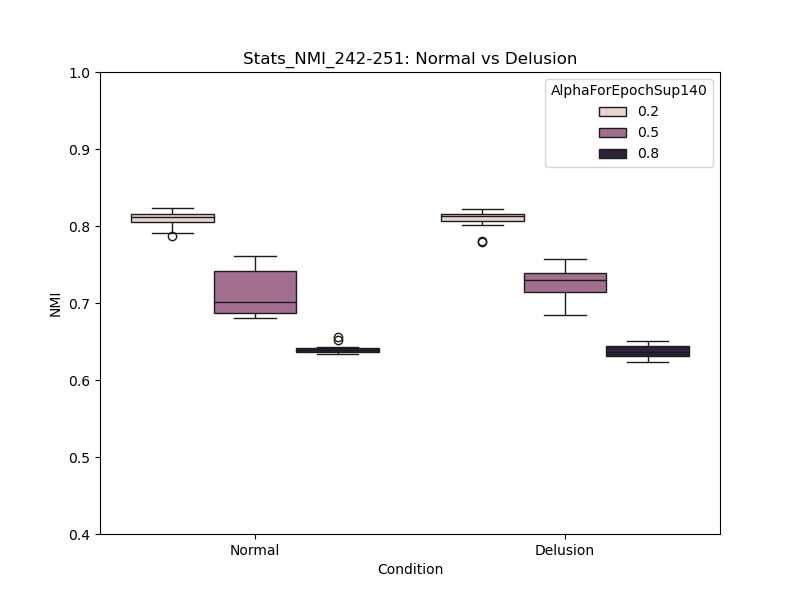 Stats_NMI_242-251: Normal vs Delusion
AlphaForEpochSup140
0.2
0.5
0.8
NMI
1.0
0.9
0.8
0.7
0.6
0.5
0.4
Normal
Delusion
Condition